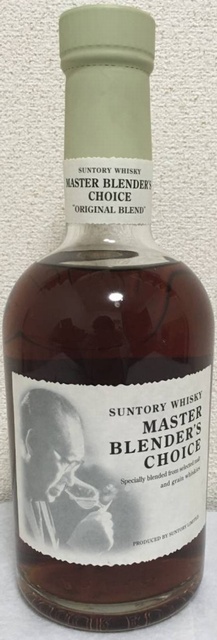 SUNTORY WHISKY
MASTER BLENDER'S
CHOICE
"ORIGINAL BLEND"
SUNTORY WHISKY
MASTER
BLENDER'S
CHOICE
Specially blended from selected malt
and grain whiskies
PRODUCED BY SUNTORY LIMITED